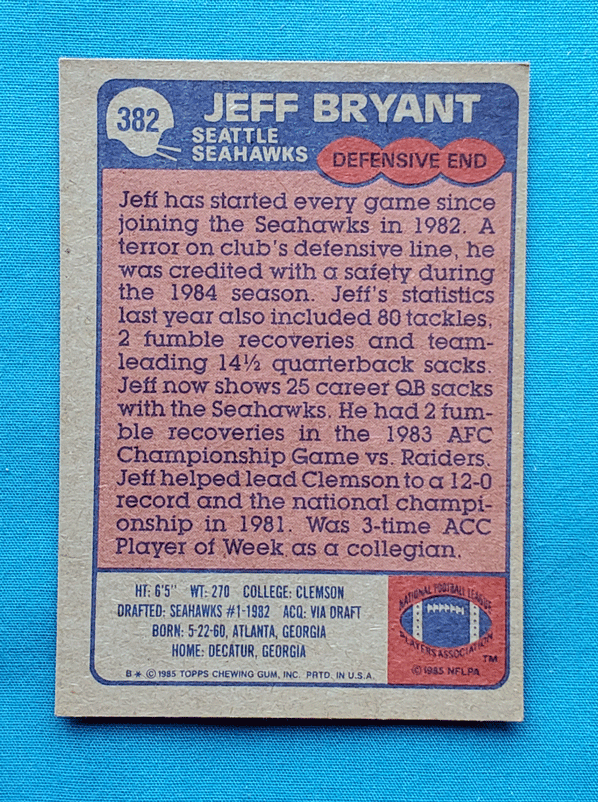 382
JEFF BRYANT
SEATTLE
SEAHAWKS
DEFENSIVE END
Jeff has started every game since
joining the Seahawks in 1982. A
terror on club's defensive line, he
was credited with a safety during
the 1984 season. Jeff's statistics
last year also included 80 tackles,
2 fumble recoveries and team-
leading 14½ quarterback sacks.
Jeff now shows 25 career QB sacks
with the Seahawks. He had 2 fum-
ble recoveries in the 1983 AFC
Championship Game vs. Raiders.
Jeff helped lead Clemson to a 12-0
record and the national champi-
onship in 1981. Was 3-time ACC
Player of Week as a collegian.
HT: 6'5" WT: 270 COLLEGE: CLEMSON
DRAFTED: SEAHAWKS #1-1982 ACQ: VIA DRAFT
BORN: 5-22-60, ATLANTA, GEORGIA
HOME: DECATUR, GEORGIA
B* ©1985 TOPPS CHEWING GUM, INC. PRTD. IN U.S.A.
NATIONAL FOOTBALL LEAGUE
PLAYERS ASSOCIATION
TM
©1985 NFLPA